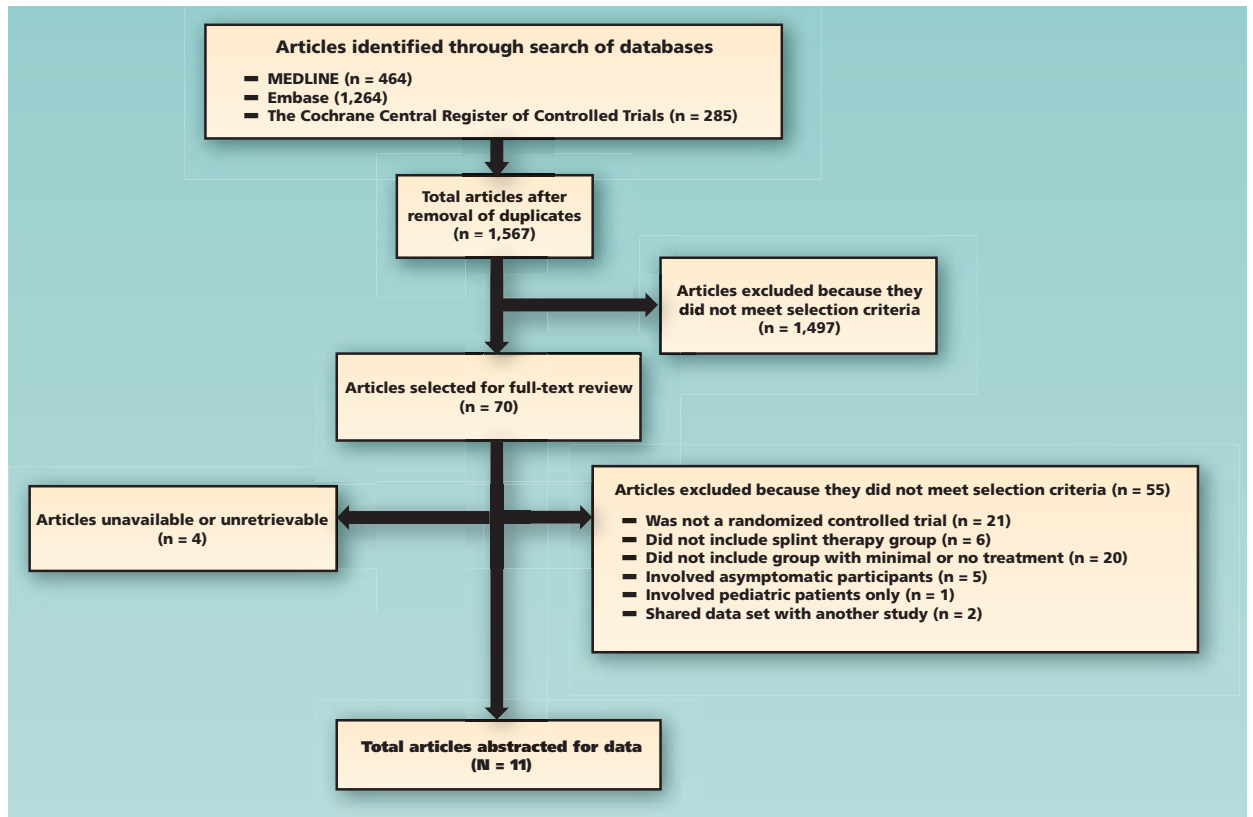 Articles identified through search of databases
MEDLINE (n = 464)
Embase (1,264)
The Cochrane Central Register of Controlled Trials (n = 285)
Total articles after
removal of duplicates
(n = 1,567)
Articles excluded because they
did not meet selection criteria
(n = 1,497)
Articles selected for full-text review
(n = 70)
Articles unavailable or unretrievable
(n = 4)
Articles excluded because they did not meet selection criteria (n = 55)
Was not a randomized controlled trial (n = 21)
Did not include splint therapy group (n = 6)
Did not include group with minimal or no treatment (n = 20)
Involved asymptomatic participants (n = 5)
Involved pediatric patients only (n = 1)
Shared data set with another study (n = 2)
Total articles abstracted for data
(N = 11)